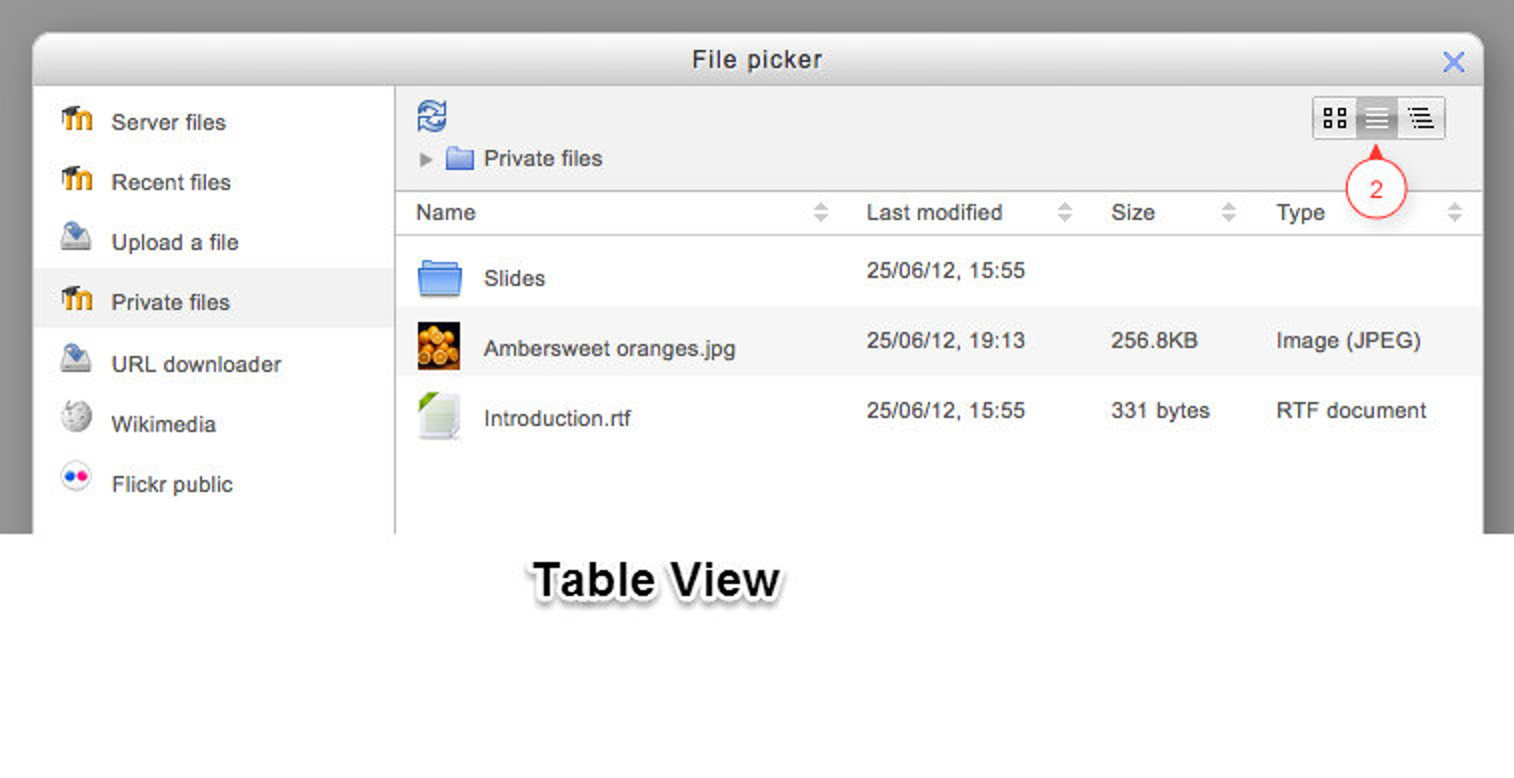 File picker
Server files
Recent files
Upload a file
Private files
URL downloader
Wikimedia
Flickr public
Private files
2
Name Last modified Size Type
Slides 25/06/12, 15:55
Ambersweet oranges.jpg 25/06/12, 19:13 256.8KB Image (JPEG)
Introduction.rtf 25/06/12, 15:55 331 bytes RTF document
Table View